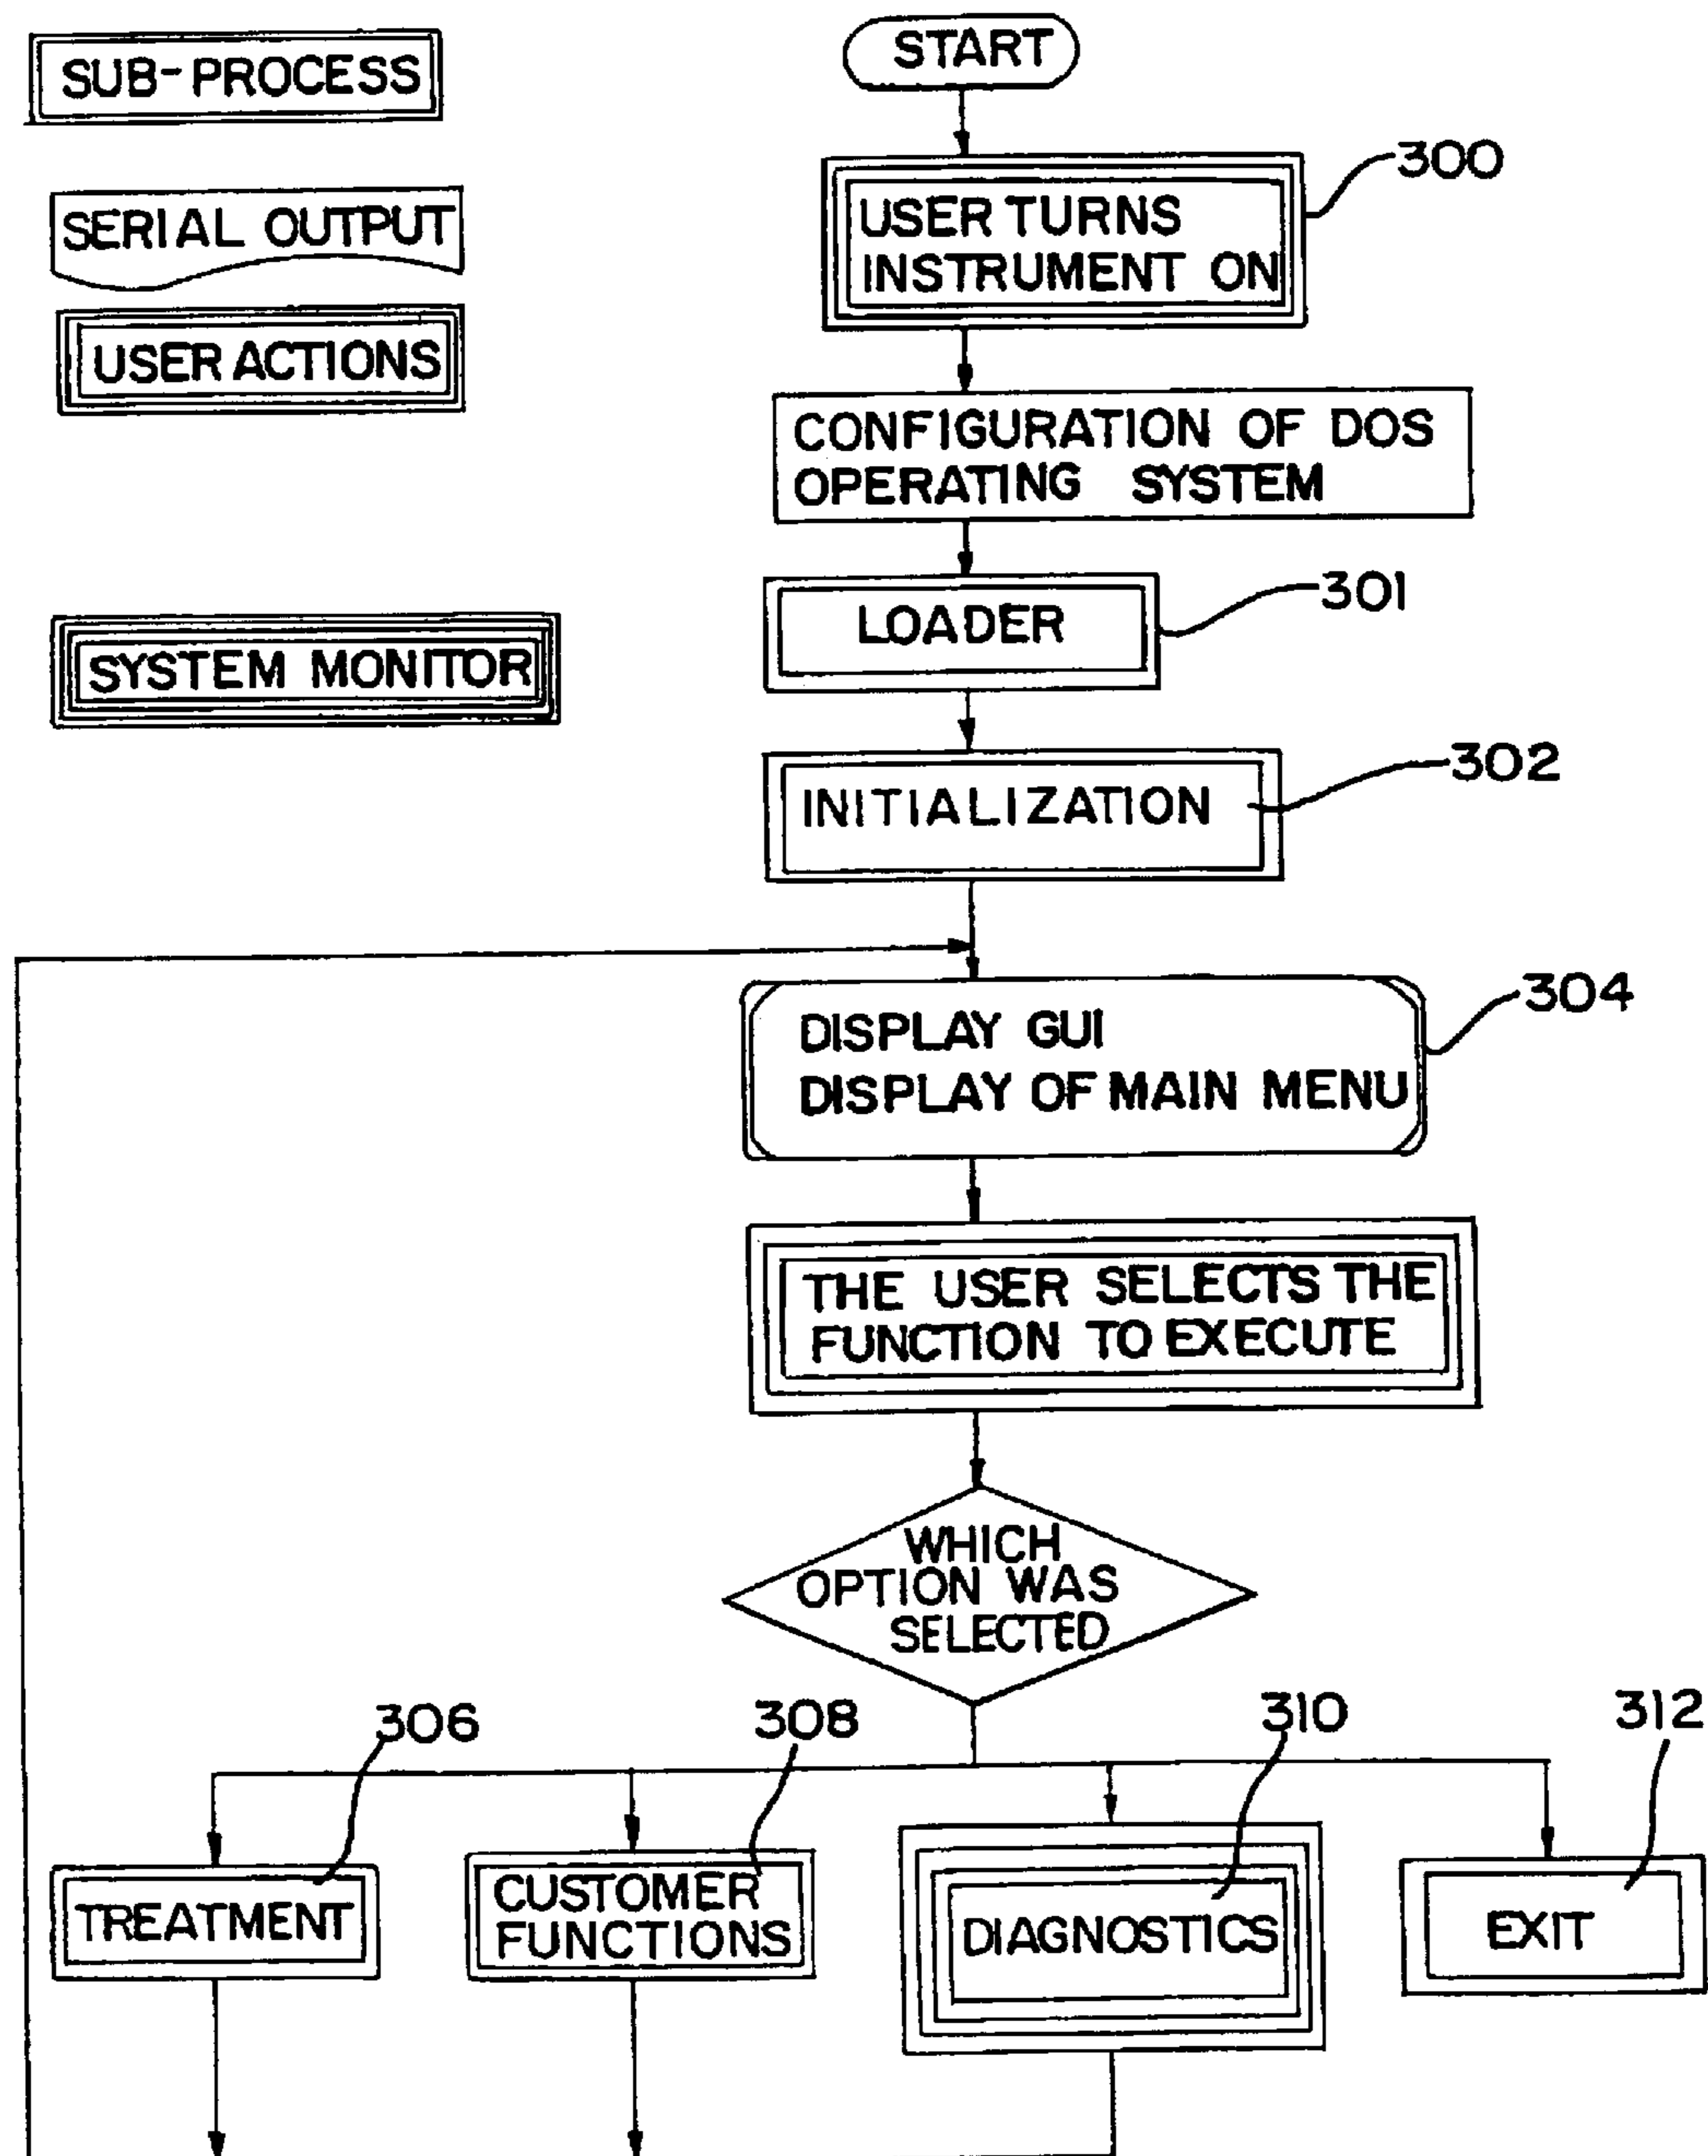 SUB-PROCESS
SERIAL OUTPUT
USER ACTIONS
SYSTEM MONITOR
START
300
USER TURNS
INSTRUMENT ON
CONFIGURATION OF DOS
OPERATING SYSTEM
LOADER
301
INITIALIZATION
302
304
DISPLAY GUI
DISPLAY OF MAIN MENU
THE USER SELECTS THE
FUNCTION TO EXECUTE
WHICH
OPTION WAS
SELECTED
306
308
310
312
TREATMENT
CUSTOMER
FUNCTIONS
DIAGNOSTICS
EXIT